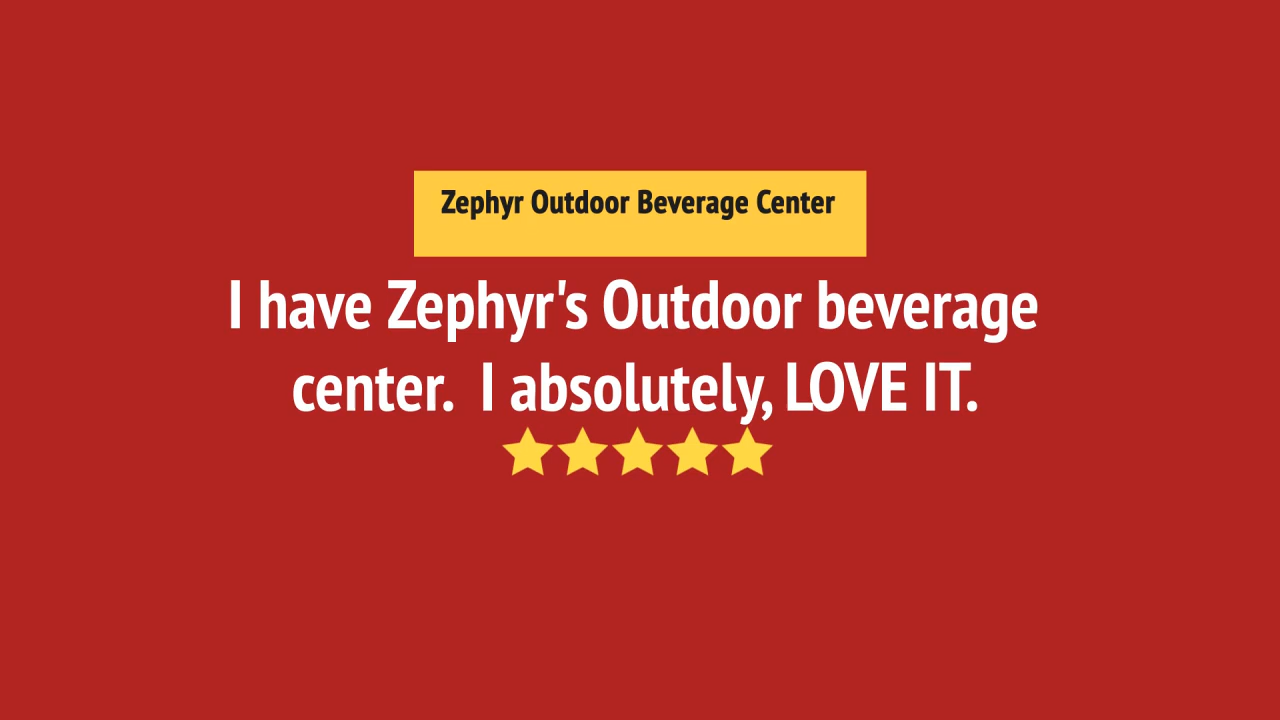 Zephyr Outdoor Beverage Center
I have Zephyr's Outdoor beverage
center.  I absolutely, LOVE IT.